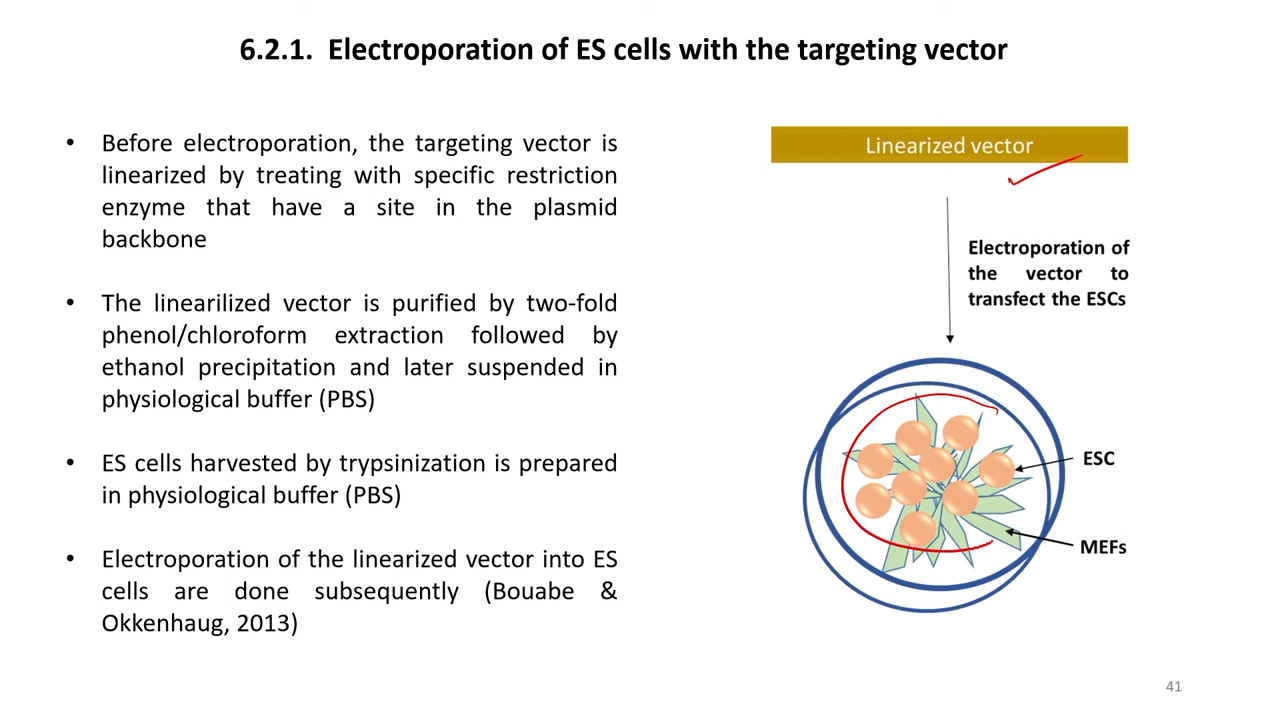 6.2.1. Electroporation of ES cells with the targeting vector
• Before electroporation, the targeting vector is
linearized by treating with specific restriction
enzyme that have a site in the plasmid
backbone
• The linearilized vector is purified by two-fold
phenol/chloroform extraction followed by
ethanol precipitation and later suspended in
physiological buffer (PBS)
• ES cells harvested by trypsinization is prepared
in physiological buffer (PBS)
• Electroporation of the linearized vector into ES
cells are done subsequently (Bouabe &
Okkenhaug, 2013)
Linearized vector
Electroporation of
the vector to
transfect the ESCs
ESC
MEFs
41